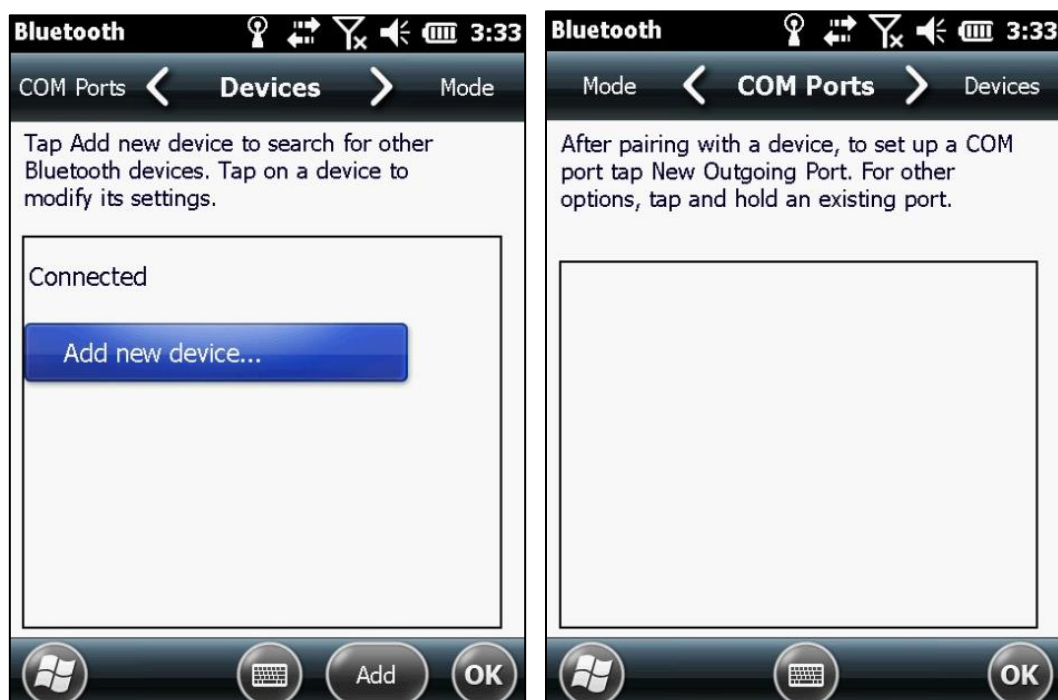 Bluetooth 3:33
COM Ports Devices Mode
Tap Add new device to search for other
Bluetooth devices. Tap on a device to
modify its settings.
Connected
Add new device...
Add OK
Bluetooth 3:33
Mode COM Ports Devices
After pairing with a device, to set up a COM
port tap New Outgoing Port. For other
options, tap and hold an existing port.
OK